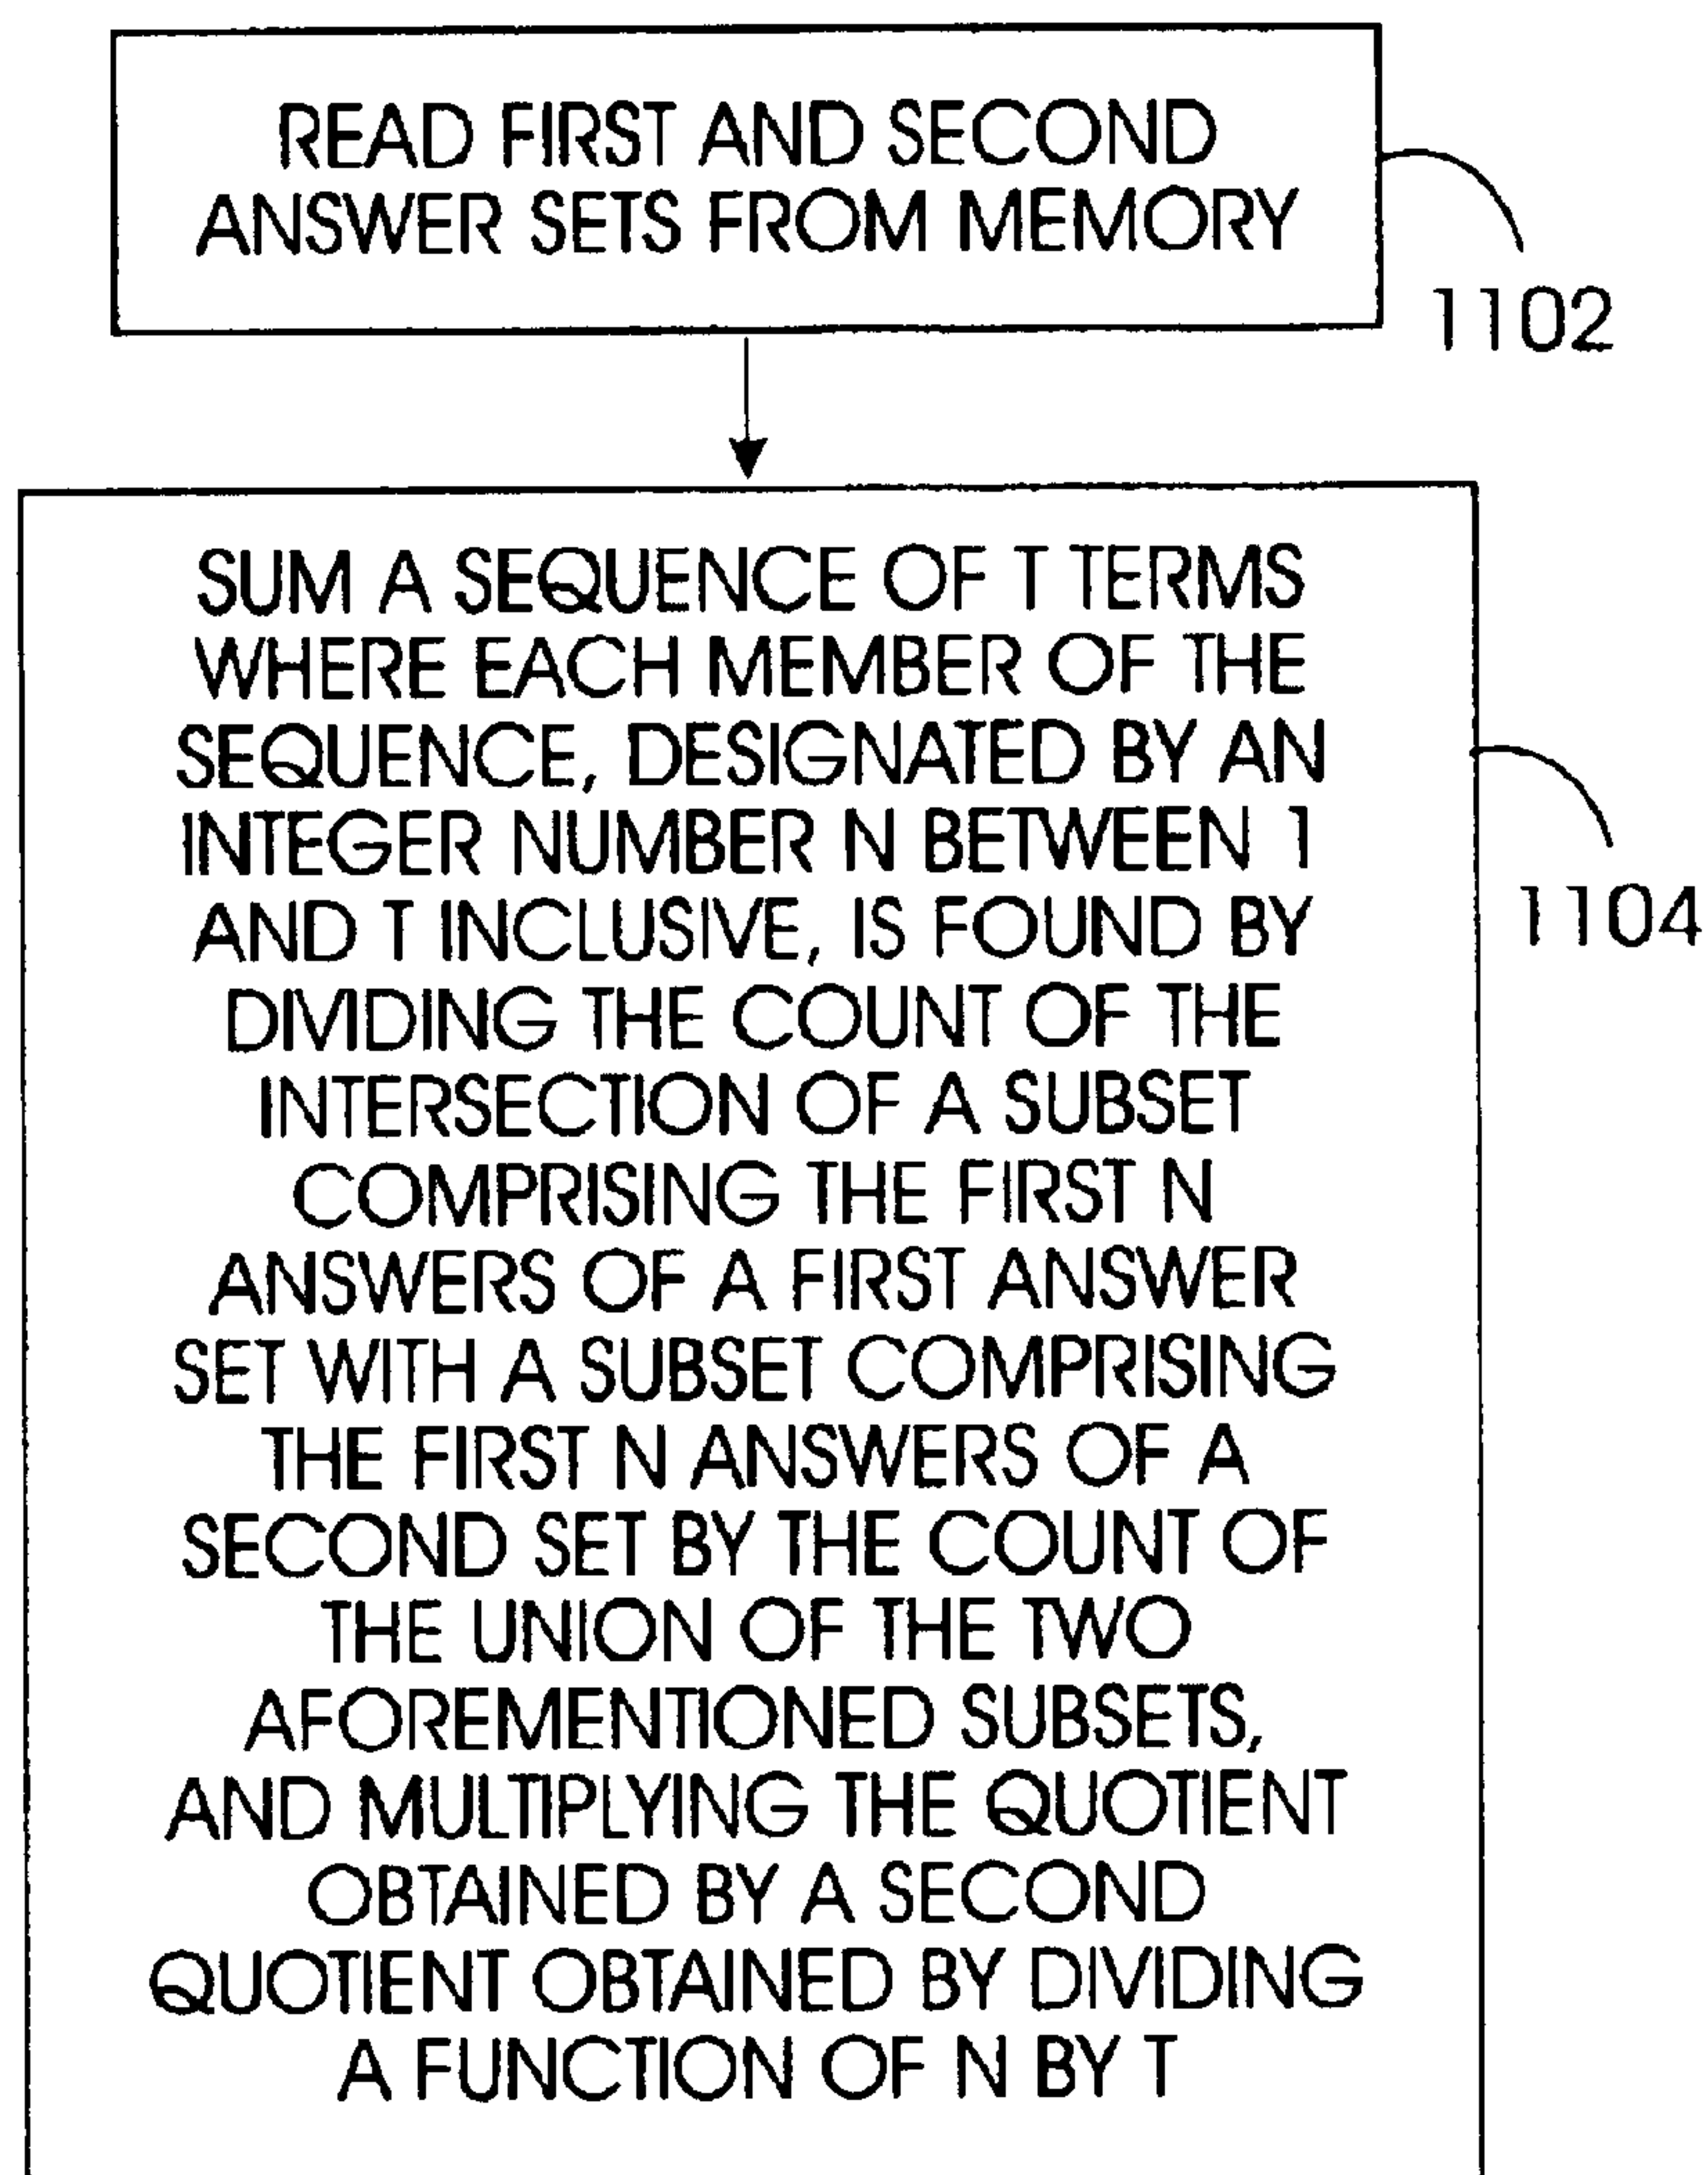 READ FIRST AND SECOND
ANSWER SETS FROM MEMORY
1102
SUM A SEQUENCE OF T TERMS
WHERE EACH MEMBER OF THE
SEQUENCE, DESIGNATED BY AN
INTEGER NUMBER N BETWEEN 1
AND T INCLUSIVE, IS FOUND BY
DIVIDING THE COUNT OF THE
INTERSECTION OF A SUBSET
COMPRISING THE FIRST N
ANSWERS OF A FIRST ANSWER
SET WITH A SUBSET COMPRISING
THE FIRST N ANSWERS OF A
SECOND SET BY THE COUNT OF
THE UNION OF THE TWO
AFOREMENTIONED SUBSETS,
AND MULTIPLYING THE QUOTIENT
OBTAINED BY A SECOND
QUOTIENT OBTAINED BY DIVIDING
A FUNCTION OF N BY T
1104